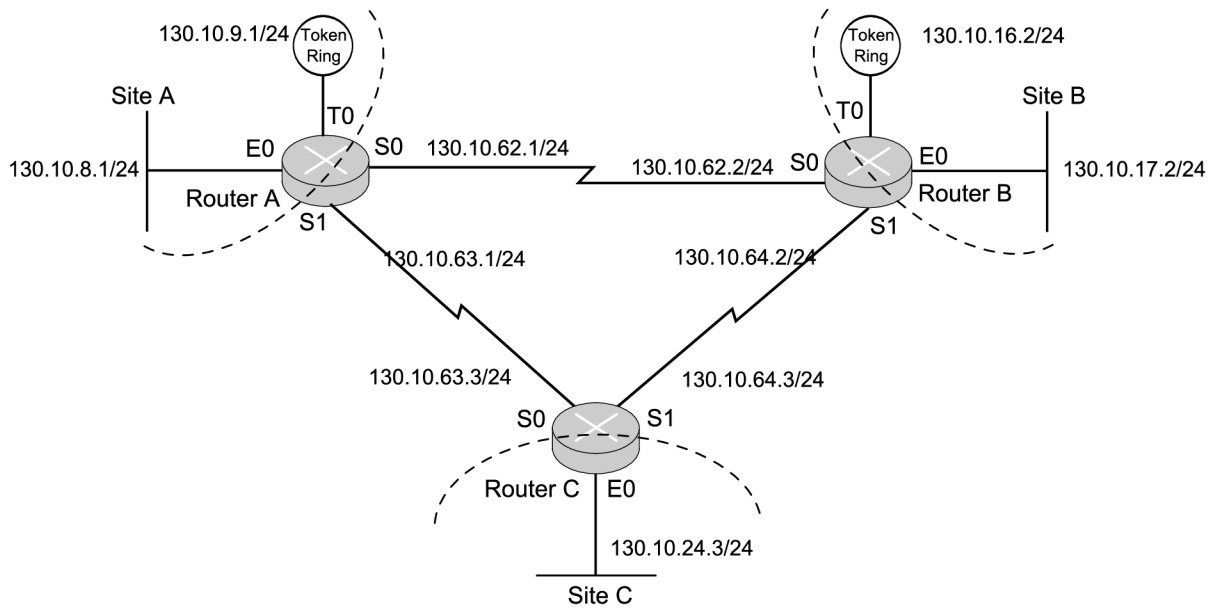 130.10.9.1/24
Token
Ring
Token
Ring
130.10.16.2/24
Site A
T0
T0
Site B
E0
S0
130.10.62.1/24
130.10.62.2/24
S0
E0
130.10.8.1/24
130.10.17.2/24
Router A
Router B
S1
S1
130.10.63.1/24
130.10.64.2/24
130.10.63.3/24
130.10.64.3/24
S0
S1
Router C
E0
130.10.24.3/24
Site C